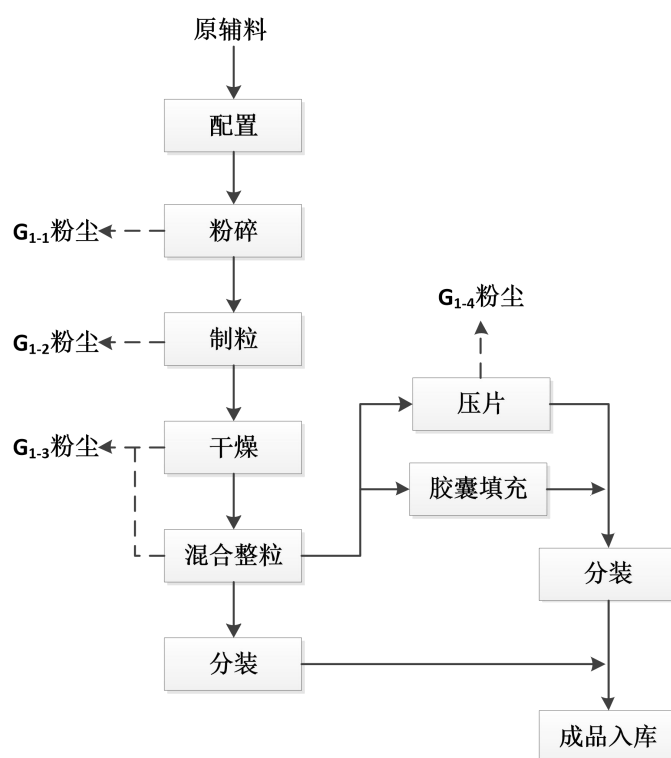 原辅料
配置
G1-1粉尘
粉碎
G1-4粉尘
G1-2粉尘
制粒
压片
G1-3粉尘
干燥
胶囊填充
混合整粒
分装
分装
成品入库